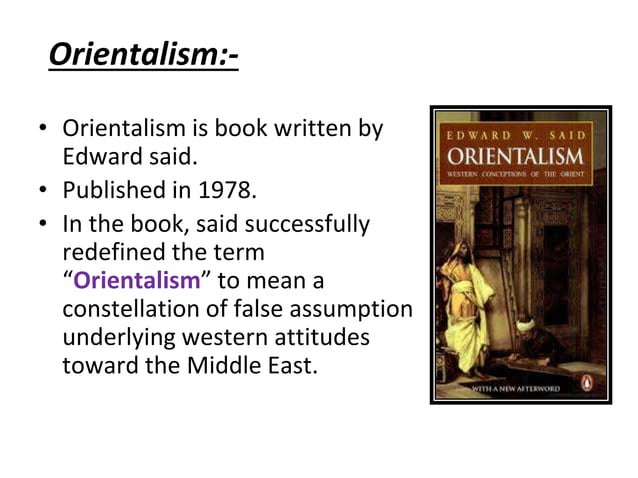 Orientalism:-
• Orientalism is book written by
Edward said.
• Published in 1978.
• In the book, said successfully
redefined the term
“Orientalism” to mean a
constellation of false assumption
underlying western attitudes
toward the Middle East.
EDWARD W. SAID
ORIENTALISM
WESTERN CONCEPTIONS OF THE ORIENT
WITH A NEW AFTERWORD